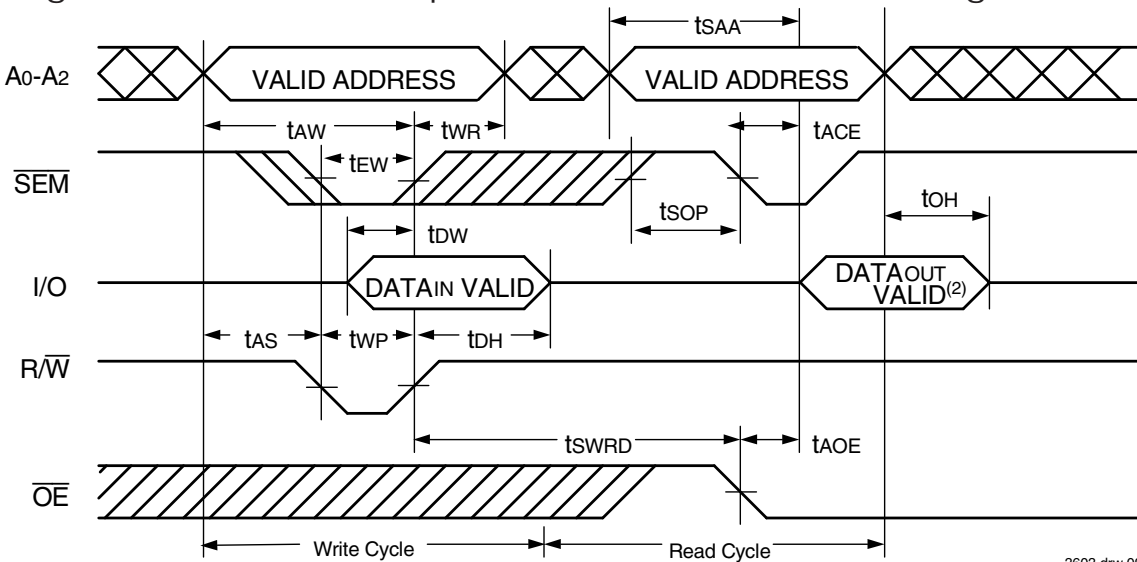 tSAA
A0-A2
VALID ADDRESS
VALID ADDRESS
tAW
tWR
tACE
SEM
tEW
tSOP
tOH
tDW
I/O
DATAIN VALID
DATAOUT
VALID(2)
tAS
tWP
tDH
R/W
tSWRD
tAOE
OE
Write Cycle
Read Cycle